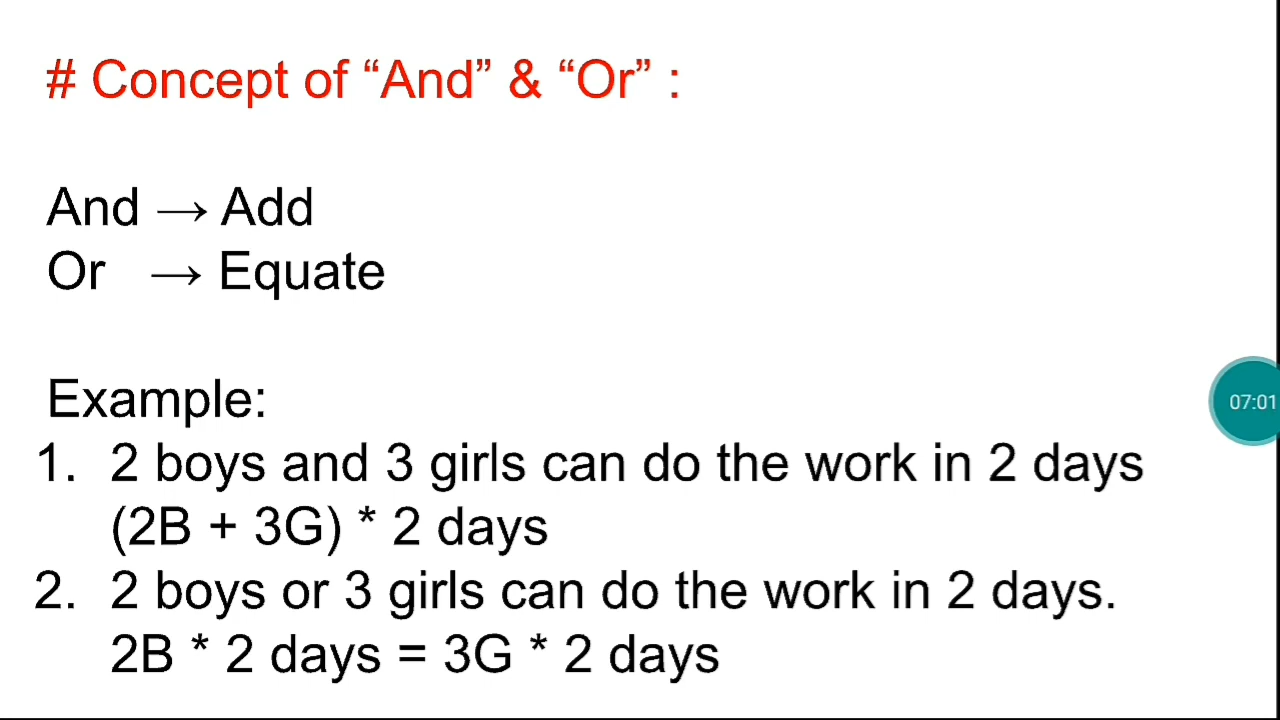 # Concept of “And” & “Or” :
And → Add
Or → Equate
Example:
1. 2 boys and 3 girls can do the work in 2 days
(2B + 3G) * 2 days
2. 2 boys or 3 girls can do the work in 2 days.
2B * 2 days = 3G * 2 days
07:01